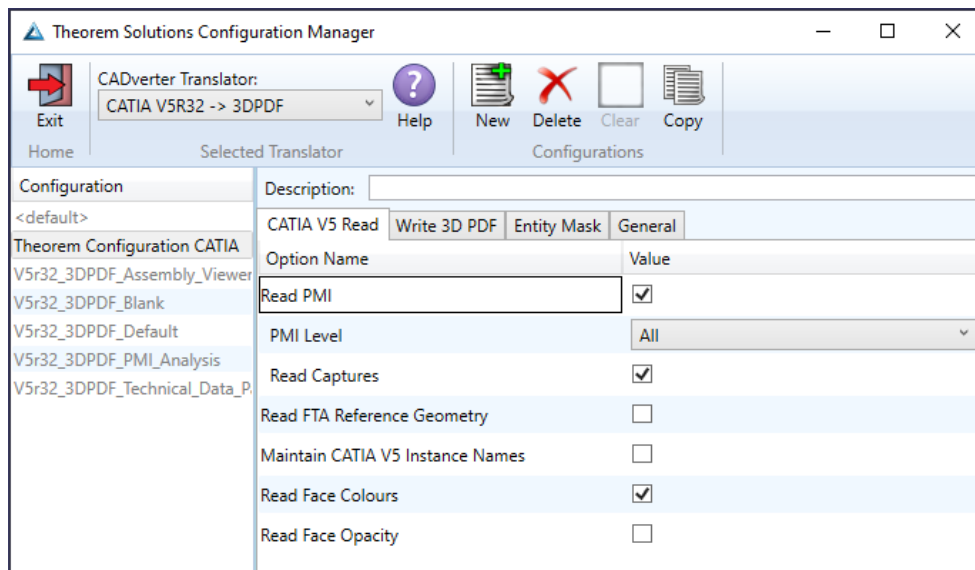 Theorem Solutions Configuration Manager
CADverter Translator:
CATIA V5R32 -> 3DPDF
Exit
Help
New
Delete
Clear
Copy
Home
Selected Translator
Configurations
Configuration
<default>
Theorem Configuration CATIA
V5r32_3DPDF_Assembly_Viewer
V5r32_3DPDF_Blank
V5r32_3DPDF_Default
V5r32_3DPDF_PMI_Analysis
V5r32_3DPDF_Technical_Data_P
Description:
CATIA V5 Read
Write 3D PDF
Entity Mask
General
Option Name
Value
Read PMI
PMI Level
All
Read Captures
Read FTA Reference Geometry
Maintain CATIA V5 Instance Names
Read Face Colours
Read Face Opacity